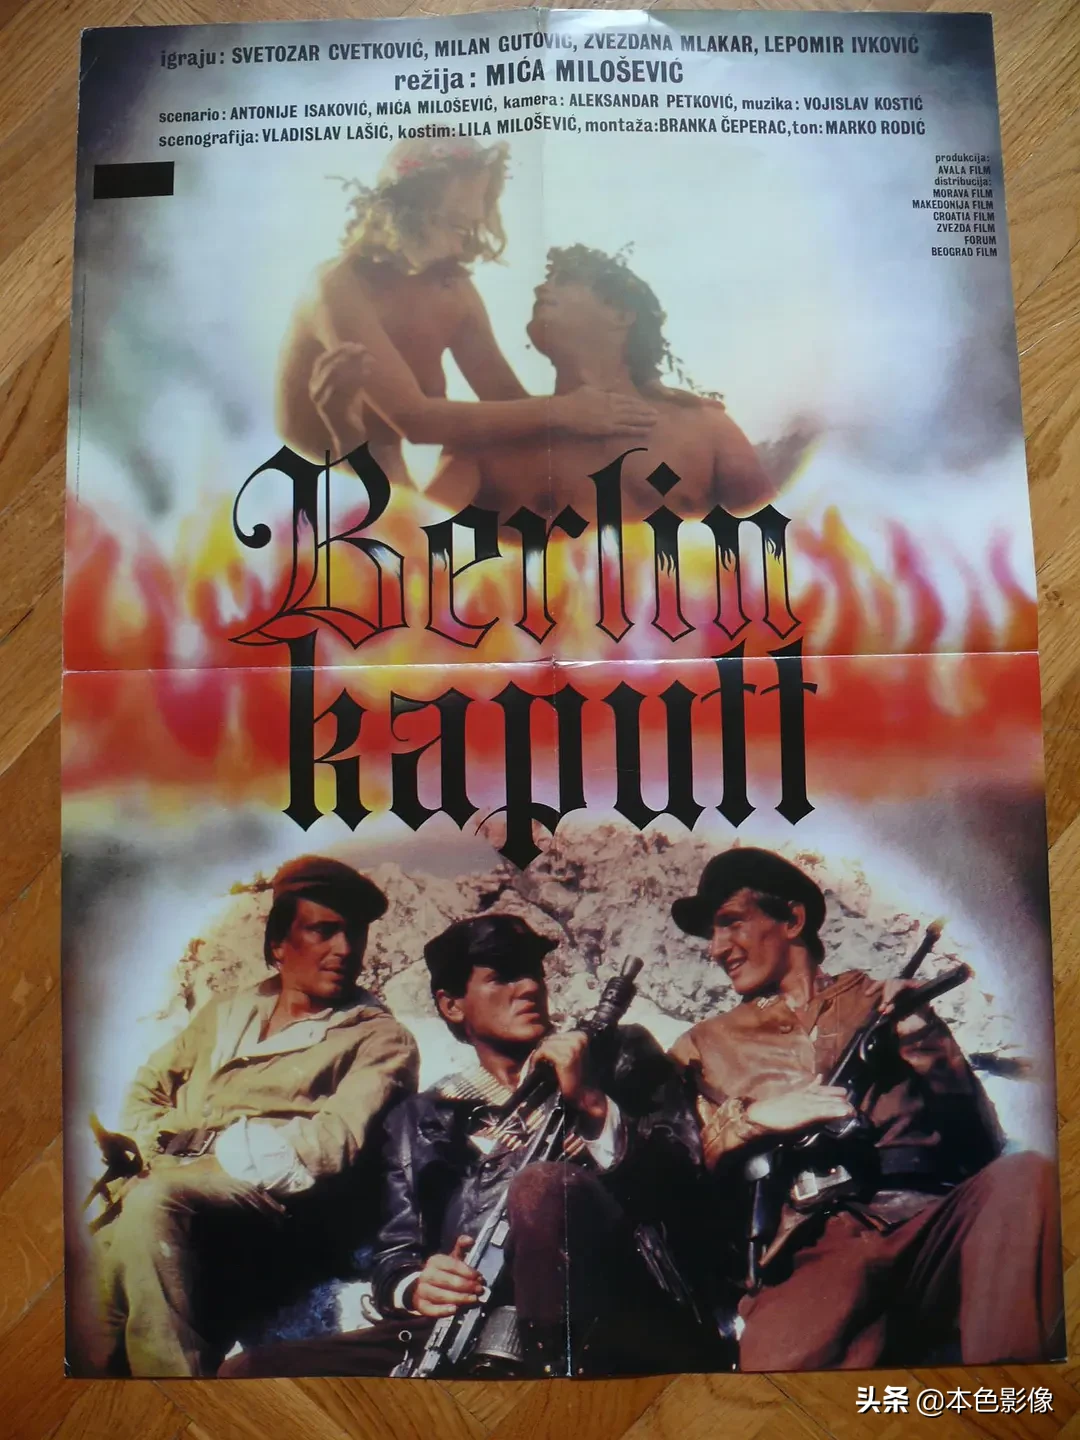 igraju: SVETOZAR CVETKOVIĆ, MILAN GUTOVIĆ, ZVEZDANA MLAKAR, LEPOMIR IVKOVIĆ
režija: MIĆA MILOŠEVIĆ
scenario: ANTONIJE ISAKOVIĆ, MIĆA MILOŠEVIĆ, kamera: ALEKSANDAR PETKOVIĆ, muzika: VOJISLAV KOSTIĆ
scenografija: VLADISLAV LAŠIĆ, kostim: LILA MILOŠEVIĆ, montaža: BRANKA ČEPERAC, ton: MARKO RODIĆ
produkcija:
AVALA FILM
distribucija:
MORAVA FILM
MAKEDONIJA FILM
CROATIA FILM
ZVEZDA FILM
FORUM
BEOGRAD FILM
Berlin
kaputt
头条 @本色影像